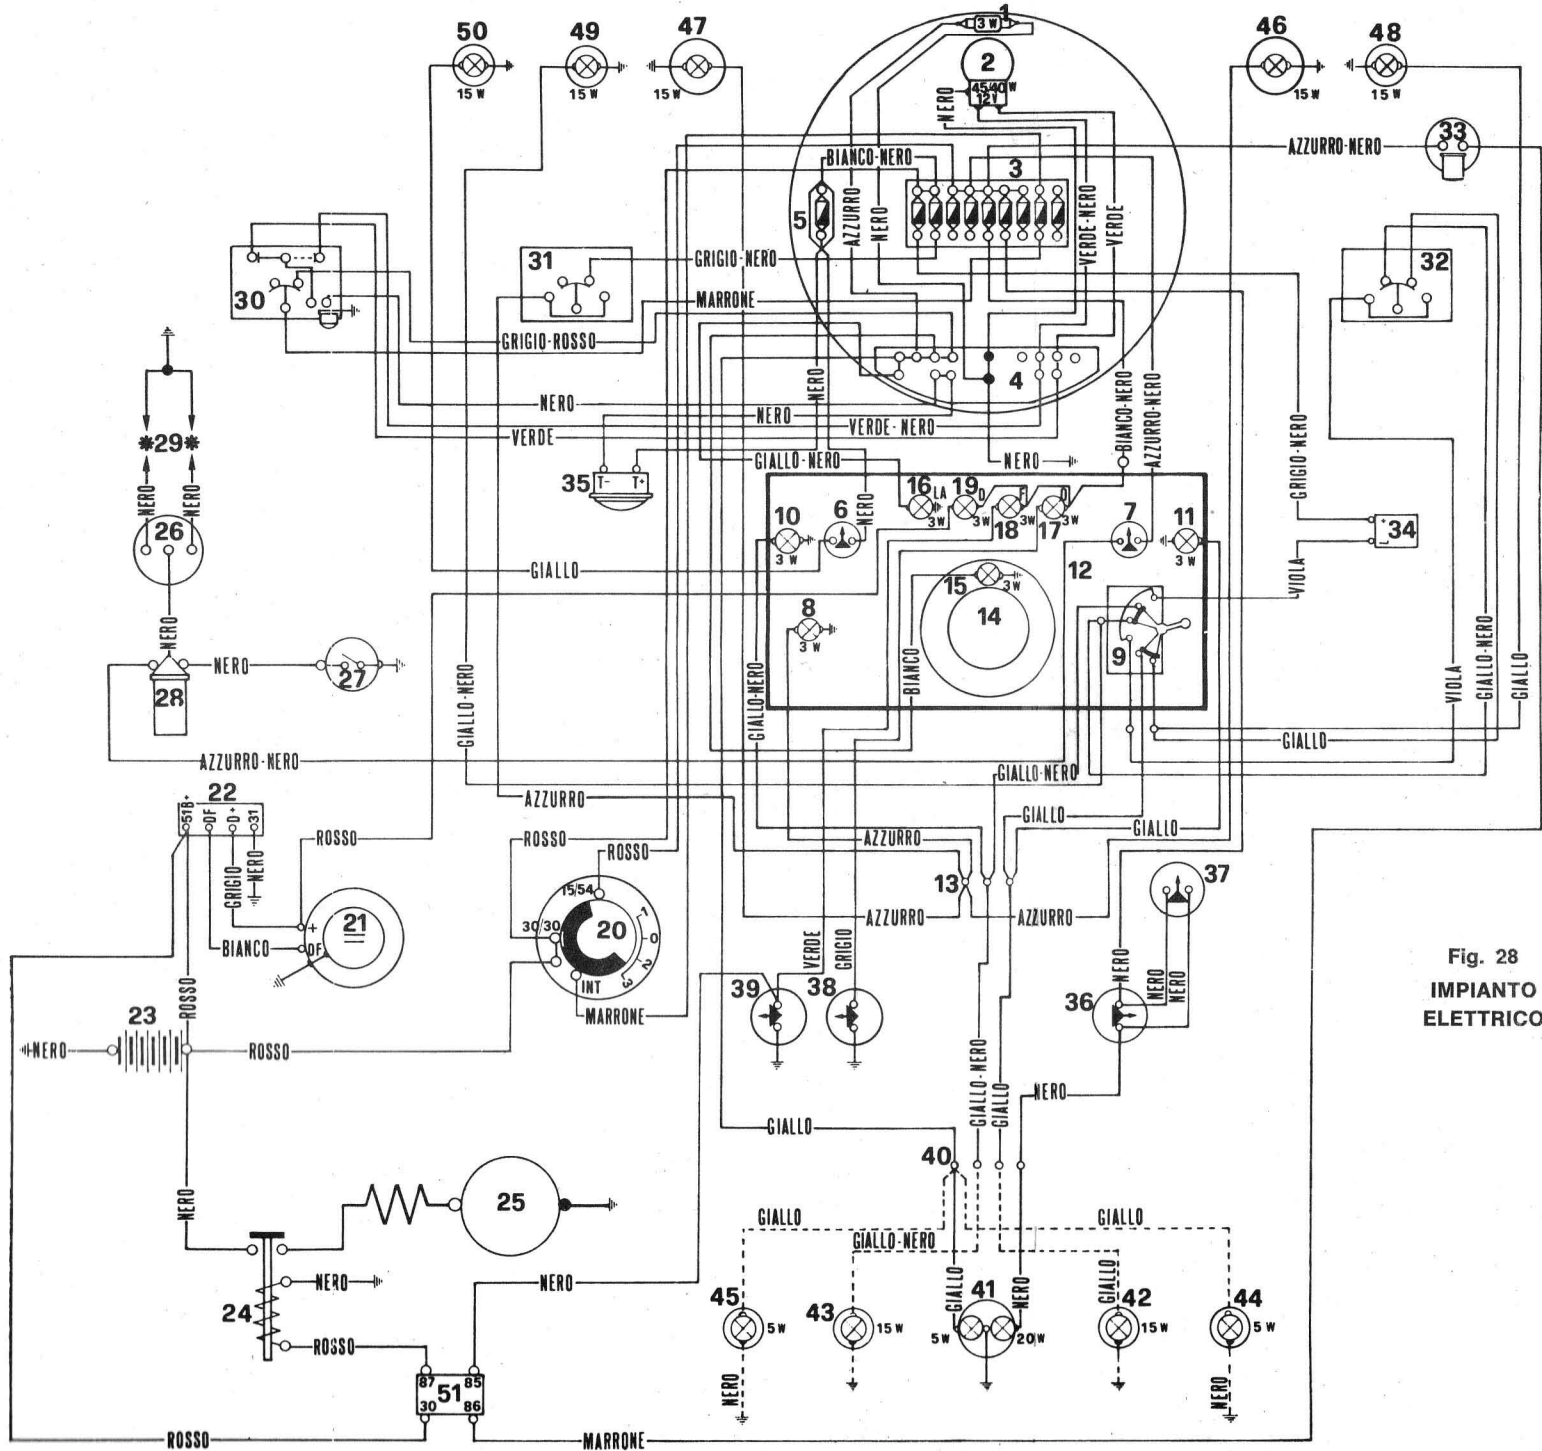 50
49
47
1
46
48
3 W
2
45/40 W
12V
15 W
15 W
15 W
15 W
15 W
NERO
33
AZZURRO-NERO
BIANCO-NERO
3
5
AZZURRO
NERO
VERDE-NERO
VERDE
31
GRIGIO-NERO
32
30
MARRONE
GRIGIO-ROSSO
4
NERO
NERO
NERO
VERDE-NERO
VERDE
BIANCO-NERO
AZZURRO-NERO
GRIGIO-NERO
29
GIALLO-NERO
NERO
35
T-
T+
16
LA
19
D
F
D
3W
3W
18
3W
17
3W
NERO
NERO
26
10
3 W
6
NERO
7
11
3 W
34
+
-
GIALLO
12
15
3W
VIOLA
8
3 W
14
9
NERO
28
NERO
27
GIALLO-NERO
GIALLO-NERO
BIANCO
VIOLA
GIALLO-NERO
GIALLO
AZZURRO-NERO
GIALLO
GIALLO-NERO
22
51B+
DF
D+
31
AZZURRO
GIALLO
GIALLO
ROSSO
ROSSO
ROSSO
AZZURRO
GRIGIO
NERO
15/54
13
37
21
+
DF
BIANCO
30/30
20
1
0
2
3
INT
AZZURRO
AZZURRO
VERDE
GRIGIO
NERO
NERO
NERO
Fig. 28
IMPIANTO
ELETTRICO
ROSSO
39
38
36
23
MARRONE
NERO
ROSSO
GIALLO-NERO
GIALLO
NERO
GIALLO
40
NERO
25
GIALLO
GIALLO-NERO
GIALLO
NERO
NERO
24
45
5 W
43
15 W
GIALLO
41
NERO
5W
20W
GIALLO
42
15 W
44
5 W
ROSSO
87
85
51
30
86
NERO
NERO
ROSSO
MARRONE